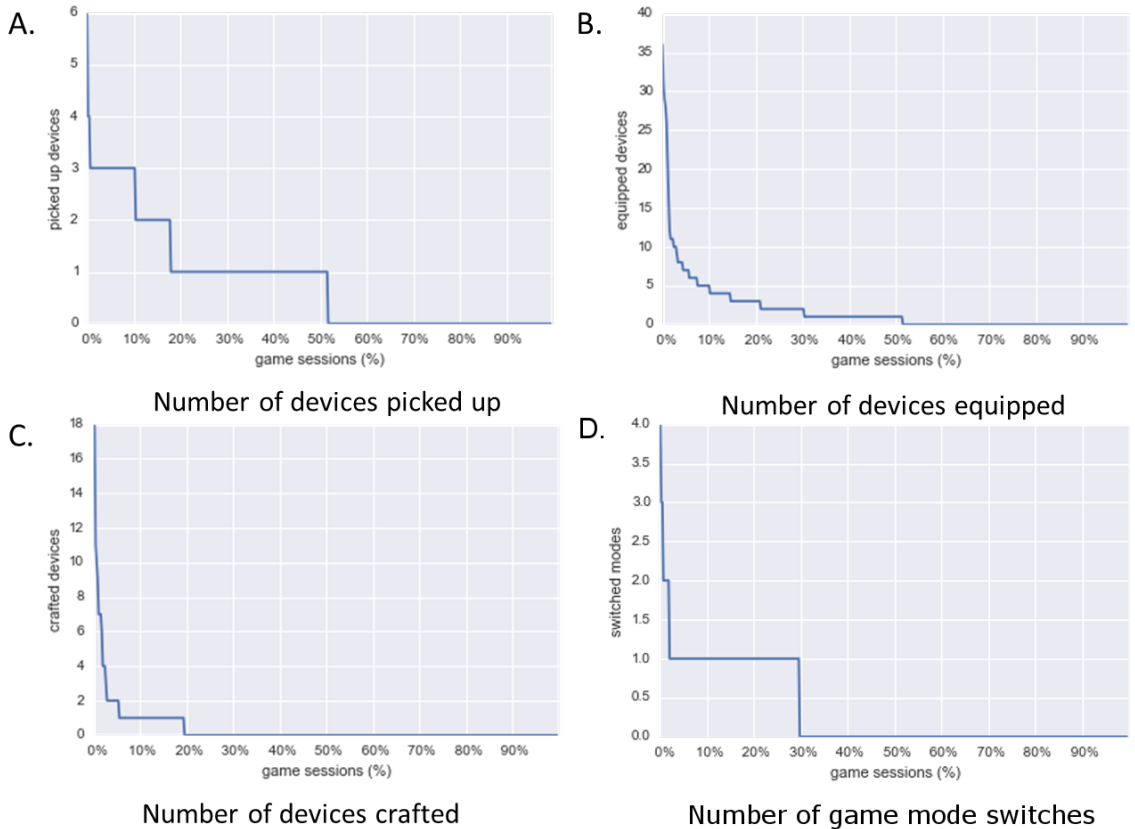 A.
6
5
4
3
2
1
0
picked up devices
0% 10% 20% 30% 40% 50% 60% 70% 80% 90%
game sessions (%)
Number of devices picked up
B.
40
35
30
25
20
15
10
5
0
equipped devices
0% 10% 20% 30% 40% 50% 60% 70% 80% 90%
game sessions (%)
Number of devices equipped
C.
18
16
14
12
10
8
6
4
2
0
crafted devices
0% 10% 20% 30% 40% 50% 60% 70% 80% 90%
game sessions (%)
Number of devices crafted
D.
4.0
3.5
3.0
2.5
2.0
1.5
1.0
0.5
0.0
switched modes
0% 10% 20% 30% 40% 50% 60% 70% 80% 90%
game sessions (%)
Number of game mode switches